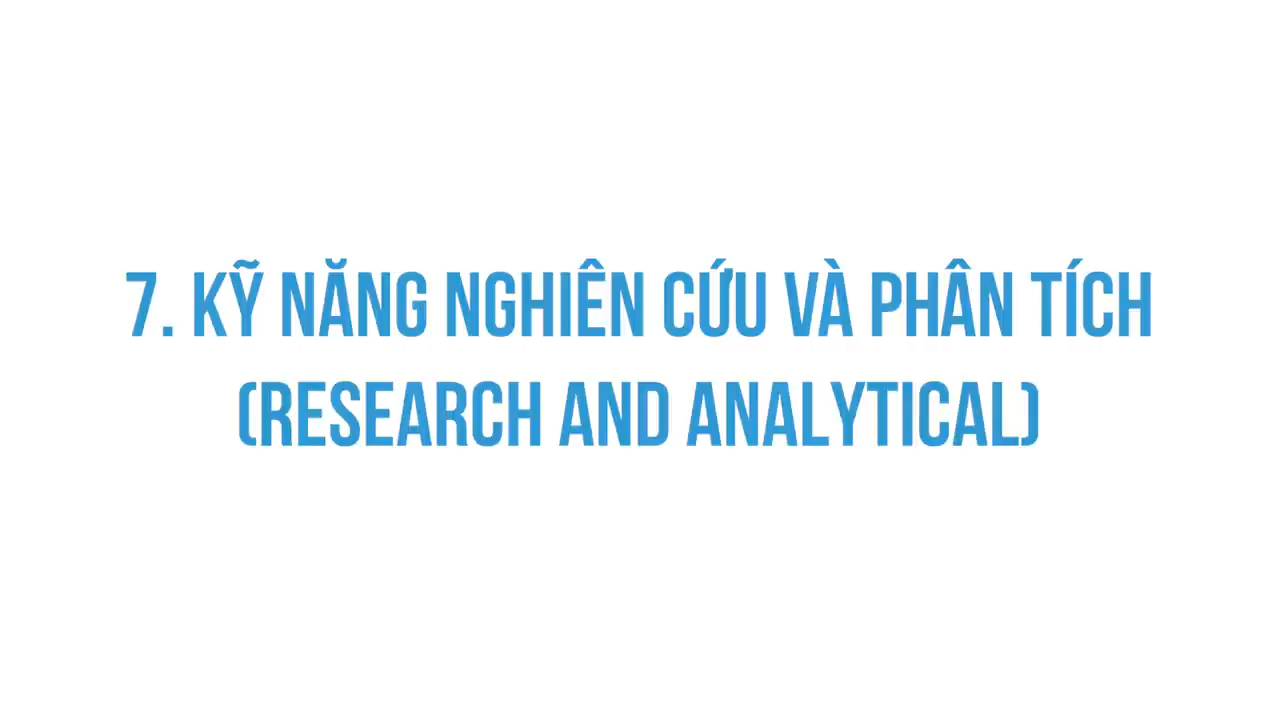 7. KỸ NĂNG NGHIÊN CỨU VÀ PHÂN TÍCH
(RESEARCH AND ANALYTICAL)